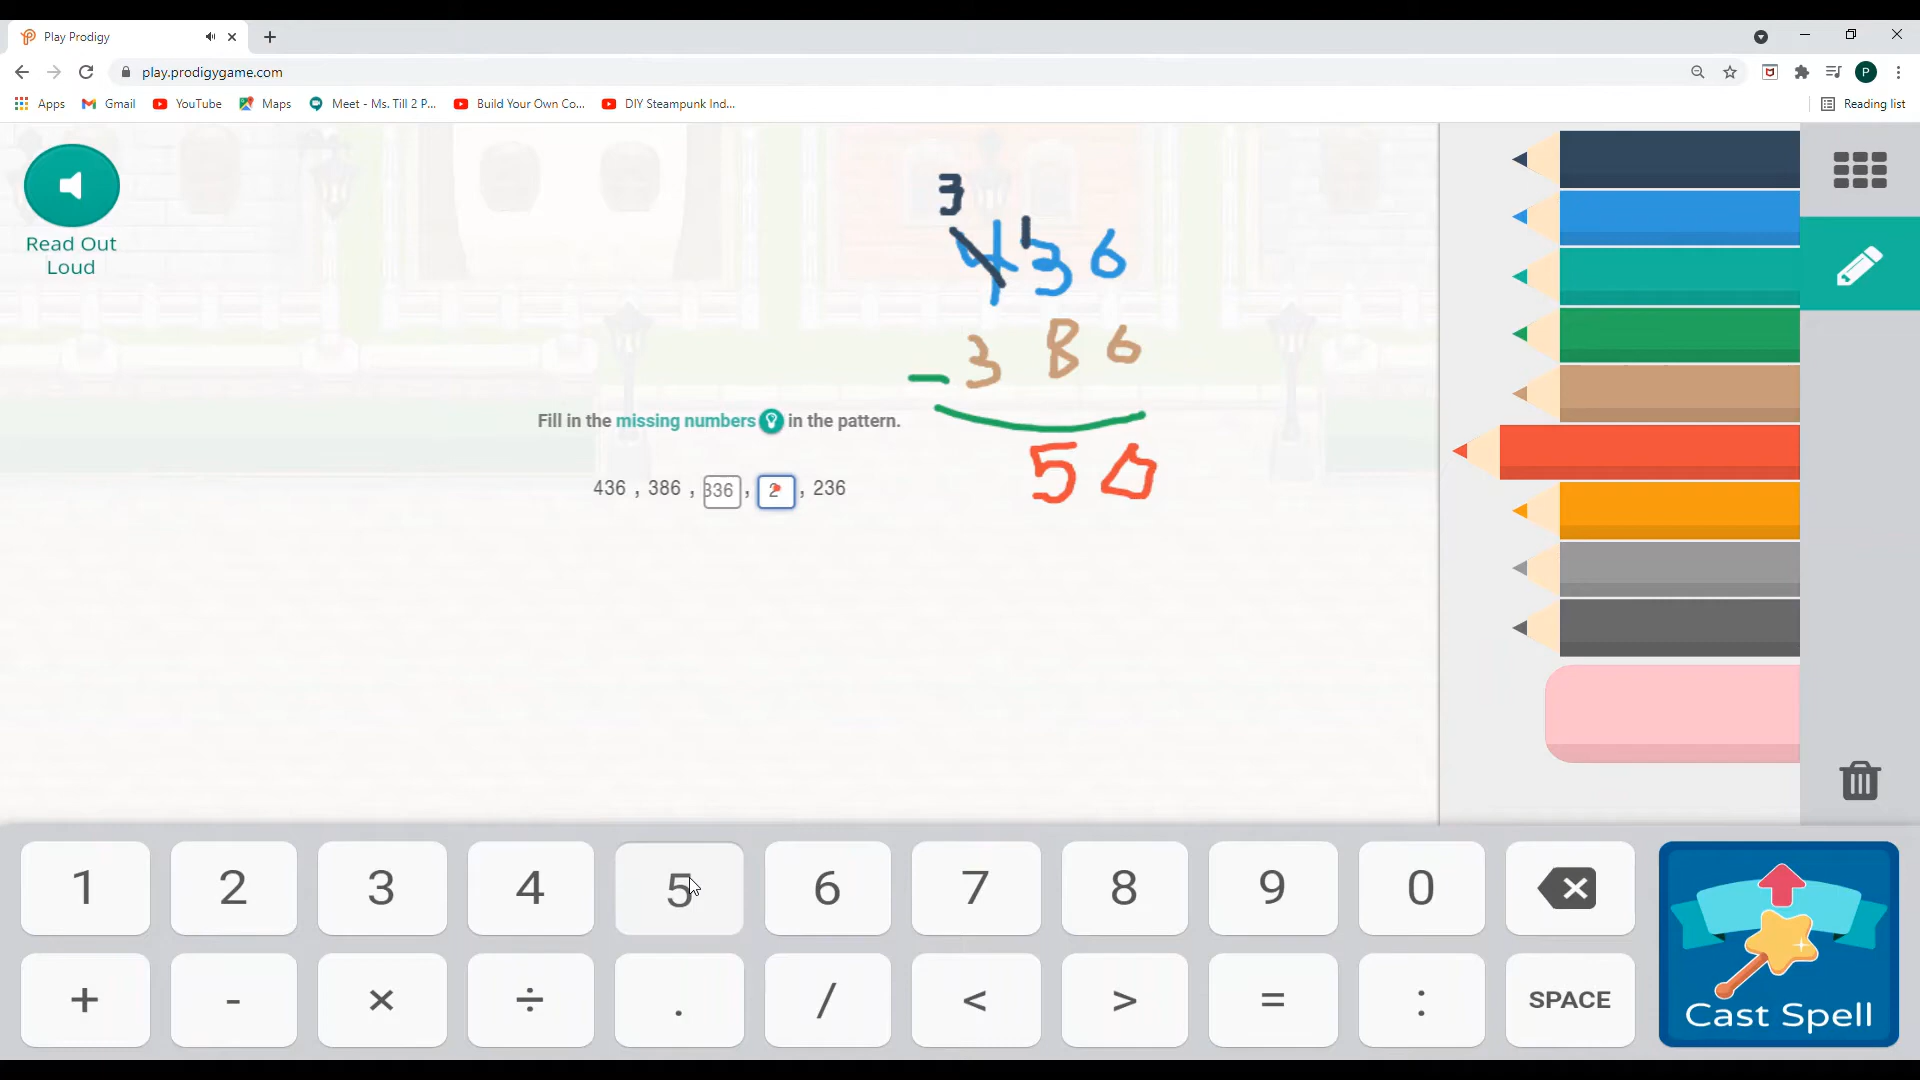 Play Prodigy
play.prodigygame.com
P
Apps Gmail YouTube Maps Meet - Ms. Till 2 P... Build Your Own Co... DIY Steampunk Ind... Reading list
Read Out
Loud
3
1
436
- 386
50
Fill in the missing numbers in the pattern.
436 , 386 , 336 , 2 , 236
1 2 3 4 5 6 7 8 9 0
+ - × ÷ . / < > = : SPACE
Cast Spell